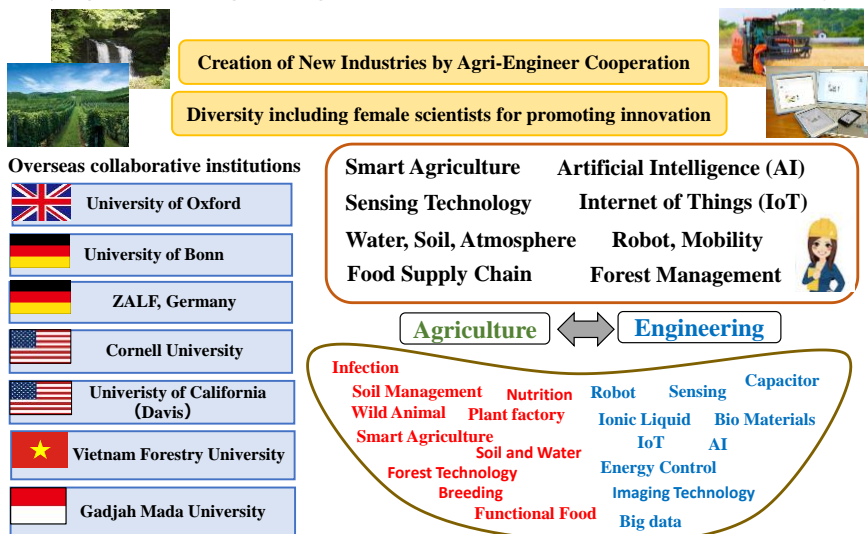 Creation of New Industries by Agri-Engineer Cooperation
Diversity including female scientists for promoting innovation
Overseas collaborative institutions
University of Oxford
University of Bonn
ZALF, Germany
Cornell University
Univeristy of California
（Davis）
Vietnam Forestry University
Gadjah Mada University
Smart Agriculture Artificial Intelligence (AI)
Sensing Technology Internet of Things (IoT)
Water, Soil, Atmosphere Robot, Mobility
Food Supply Chain Forest Management
Agriculture Engineering
Infection
Soil Management
Nutrition
Wild Animal
Plant factory
Smart Agriculture
Soil and Water
Forest Technology
Breeding
Functional Food
Robot
Sensing
Capacitor
Ionic Liquid
Bio Materials
IoT
AI
Energy Control
Imaging Technology
Big data